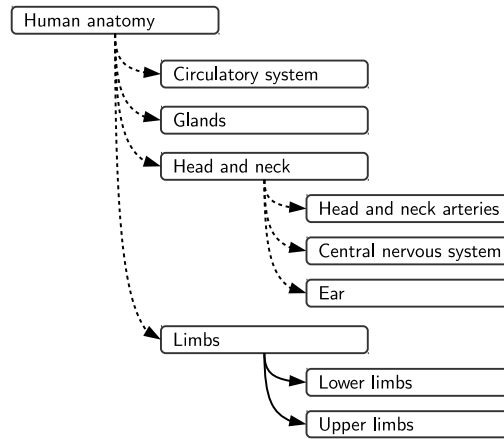 Human anatomy
Circulatory system
Glands
Head and neck
Head and neck arteries
Central nervous system
Ear
Limbs
Lower limbs
Upper limbs